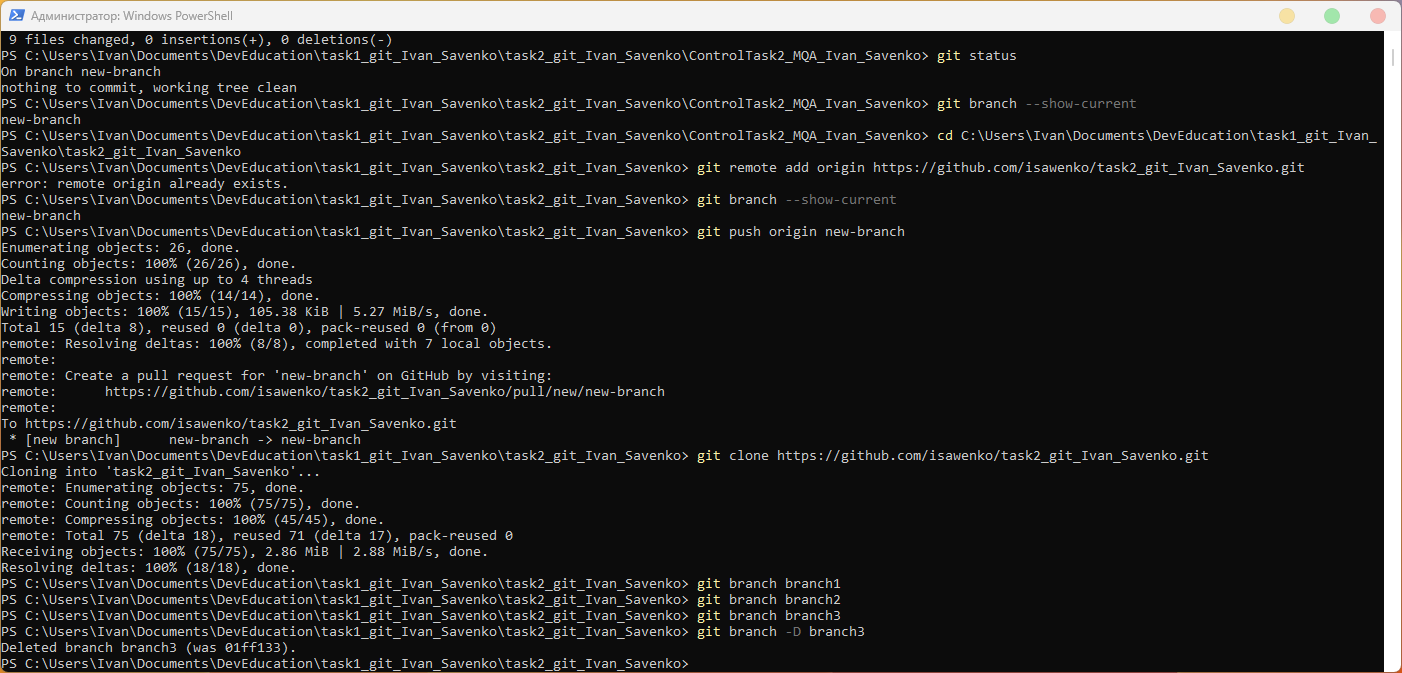 Администратор: Windows PowerShell
9 files changed, 0 insertions(+), 0 deletions(-)
PS C:\Users\Ivan\Documents\DevEducation\task1_git_Ivan_Savenko\task2_git_Ivan_Savenko\ControlTask2_MQA_Ivan_Savenko> git status
On branch new-branch
nothing to commit, working tree clean
PS C:\Users\Ivan\Documents\DevEducation\task1_git_Ivan_Savenko\task2_git_Ivan_Savenko\ControlTask2_MQA_Ivan_Savenko> git branch --show-current
new-branch
PS C:\Users\Ivan\Documents\DevEducation\task1_git_Ivan_Savenko\task2_git_Ivan_Savenko\ControlTask2_MQA_Ivan_Savenko> cd C:\Users\Ivan\Documents\DevEducation\task1_git_Ivan_
Savenko\task2_git_Ivan_Savenko
PS C:\Users\Ivan\Documents\DevEducation\task1_git_Ivan_Savenko\task2_git_Ivan_Savenko> git remote add origin https://github.com/isawenko/task2_git_Ivan_Savenko.git
error: remote origin already exists.
PS C:\Users\Ivan\Documents\DevEducation\task1_git_Ivan_Savenko\task2_git_Ivan_Savenko> git branch --show-current
new-branch
PS C:\Users\Ivan\Documents\DevEducation\task1_git_Ivan_Savenko\task2_git_Ivan_Savenko> git push origin new-branch
Enumerating objects: 26, done.
Counting objects: 100% (26/26), done.
Delta compression using up to 4 threads
Compressing objects: 100% (14/14), done.
Writing objects: 100% (15/15), 105.38 KiB | 5.27 MiB/s, done.
Total 15 (delta 8), reused 0 (delta 0), pack-reused 0 (from 0)
remote: Resolving deltas: 100% (8/8), completed with 7 local objects.
remote:
remote: Create a pull request for 'new-branch' on GitHub by visiting:
remote:      https://github.com/isawenko/task2_git_Ivan_Savenko/pull/new/new-branch
remote:
To https://github.com/isawenko/task2_git_Ivan_Savenko.git
 * [new branch]      new-branch -> new-branch
PS C:\Users\Ivan\Documents\DevEducation\task1_git_Ivan_Savenko\task2_git_Ivan_Savenko> git clone https://github.com/isawenko/task2_git_Ivan_Savenko.git
Cloning into 'task2_git_Ivan_Savenko'...
remote: Enumerating objects: 75, done.
remote: Counting objects: 100% (75/75), done.
remote: Compressing objects: 100% (45/45), done.
remote: Total 75 (delta 18), reused 71 (delta 17), pack-reused 0
Receiving objects: 100% (75/75), 2.86 MiB | 2.88 MiB/s, done.
Resolving deltas: 100% (18/18), done.
PS C:\Users\Ivan\Documents\DevEducation\task1_git_Ivan_Savenko\task2_git_Ivan_Savenko> git branch branch1
PS C:\Users\Ivan\Documents\DevEducation\task1_git_Ivan_Savenko\task2_git_Ivan_Savenko> git branch branch2
PS C:\Users\Ivan\Documents\DevEducation\task1_git_Ivan_Savenko\task2_git_Ivan_Savenko> git branch branch3
PS C:\Users\Ivan\Documents\DevEducation\task1_git_Ivan_Savenko\task2_git_Ivan_Savenko> git branch -D branch3
Deleted branch branch3 (was 01ff133).
PS C:\Users\Ivan\Documents\DevEducation\task1_git_Ivan_Savenko\task2_git_Ivan_Savenko>